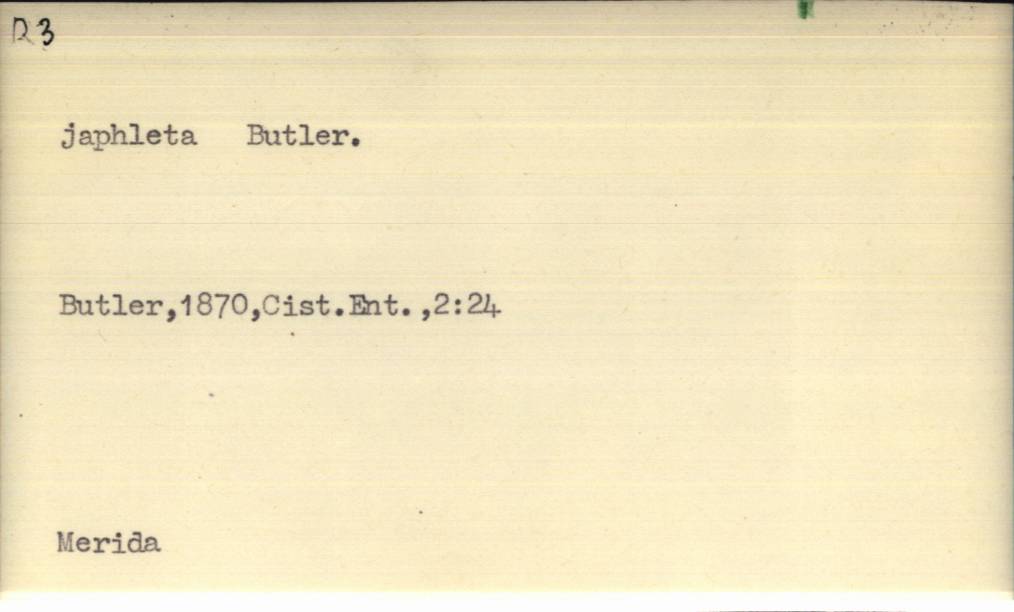 R3
japhleta Butler.
Butler,1870,Cist.Ent.,2:24
Merida